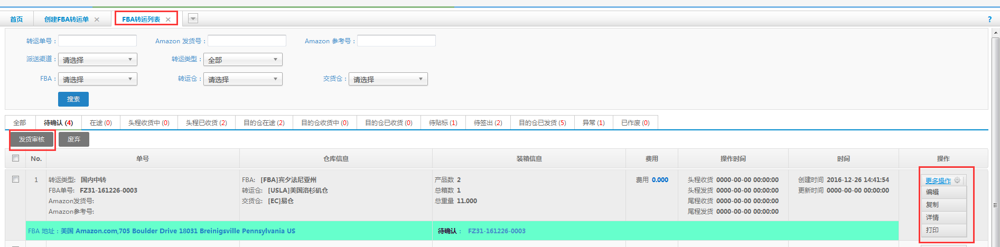 首页 创建FBA转运单 FBA转运列表 ?
转运单号： Amazon 发货号： Amazon 参考号：
派送渠道： 请选择 转运类型： 全部
FBA： 请选择 转运仓： 请选择 交货仓： 请选择
搜索
全部 待确认 (4) 在途 (0) 头程收货中 (0) 头程已收货 (2) 目的仓在途 (2) 目的仓收货中 (0) 目的仓已收货 (0) 待贴标 (1) 待签出 (2) 目的仓已发货 (5) 异常 (1) 已作废 (0)
发货审核 废弃
No. 单号 仓库信息 装箱信息 费用 操作时间 时间 操作
1 转运类型: 国内中转 FBA: [FBA]宾夕法尼亚州 产品数 2 费用 0.000 头程收货 0000-00-00 00:00:00 创建时间 2016-12-26 14:41:54 更多操作
FBA单号: FZ31-161226-0003 转运仓: [USLA]美国洛杉矶仓 总箱数 1 头程发货 0000-00-00 00:00:00 更新时间 0000-00-00 00:00:00 编辑
Amazon发货号: 交货仓: [EC]易仓 总重量 11.000 尾程收货 0000-00-00 00:00:00 复制
Amazon参考号: 尾程发货 0000-00-00 00:00:00 详情
FBA 地址：美国 Amazon.com,705 Boulder Drive 18031 Breinigsville Pennsylvania US 待确认： FZ31-161226-0003 打印